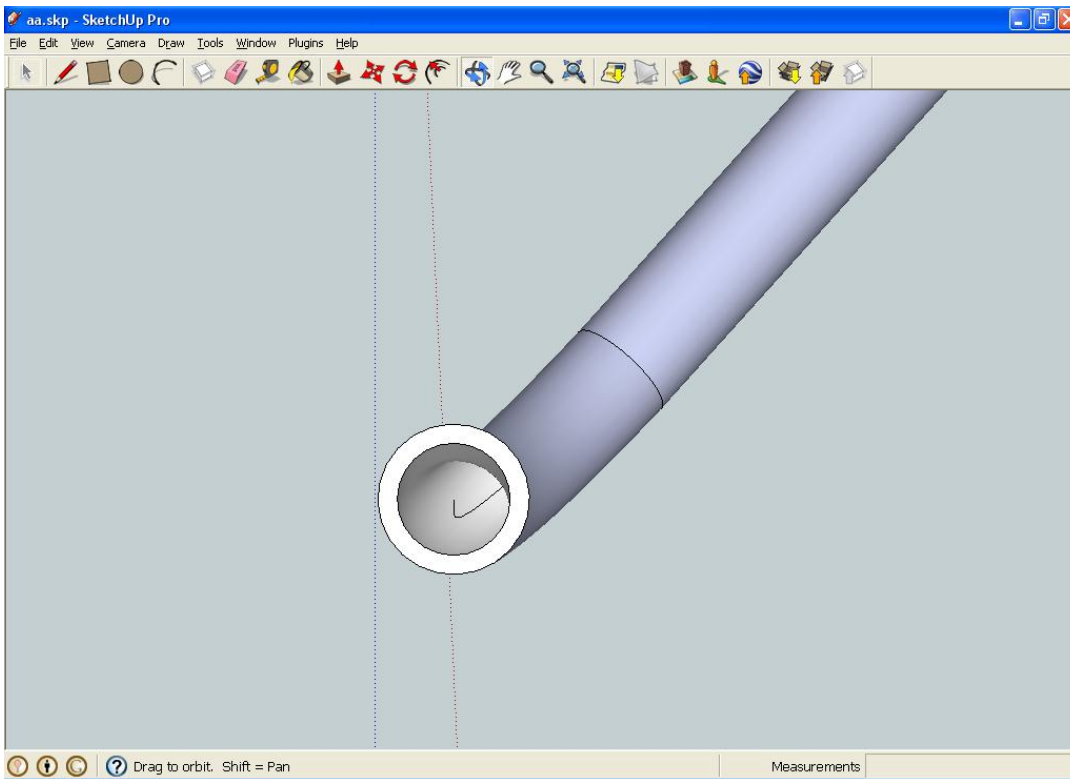 aa.skp - SketchUp Pro
File Edit View Camera Draw Tools Window Plugins Help
Drag to orbit. Shift = Pan Measurements